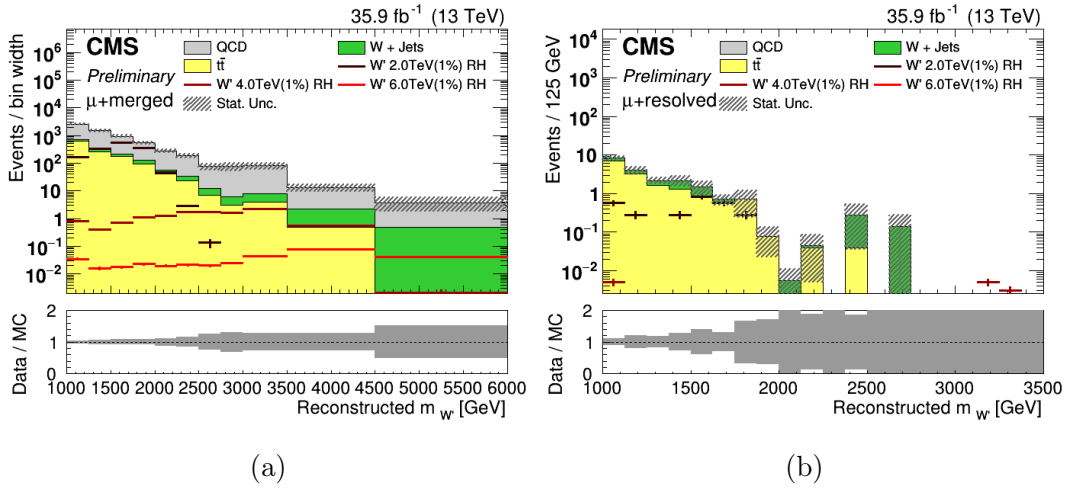 35.9 fb⁻¹ (13 TeV)
CMS
Preliminary
μ+merged
QCD
W + Jets
tt̄
W' 2.0TeV(1%) RH
W' 4.0TeV(1%) RH
W' 6.0TeV(1%) RH
Stat. Unc.
Events / bin width
10⁶
10⁵
10⁴
10³
10²
10
1
10⁻¹
10⁻²
Data / MC
2
1
0
1000 1500 2000 2500 3000 3500 4000 4500 5000 5500 6000
Reconstructed m W' [GeV]
(a)
35.9 fb⁻¹ (13 TeV)
CMS
Preliminary
μ+resolved
QCD
W + Jets
tt̄
W' 2.0TeV(1%) RH
W' 4.0TeV(1%) RH
W' 6.0TeV(1%) RH
Stat. Unc.
Events / 125 GeV
10⁴
10³
10²
10
1
10⁻¹
10⁻²
Data / MC
2
1
0
1000 1500 2000 2500 3000 3500
Reconstructed m W' [GeV]
(b)